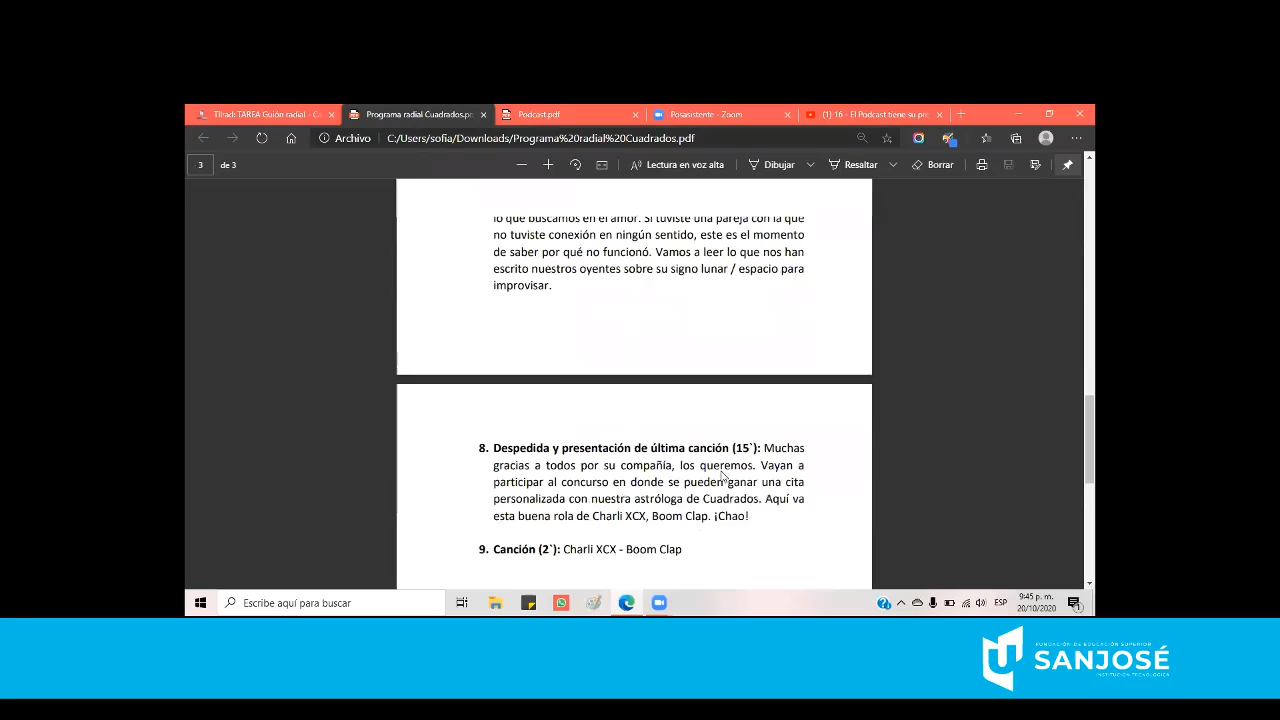 TIIrad: TAREA Guión radial - C
Programa radial Cuadrados.p
Podcast.pdf
Posasistente - Zoom
(1) 16 - El Podcast tiene su pr
Archivo
C:/Users/sofia/Downloads/Programa%20radial%20Cuadrados.pdf
3 de 3
Lectura en voz alta
Dibujar
Resaltar
Borrar
lo que buscamos en el amor. Si tuviste una pareja con la que
no tuviste conexión en ningún sentido, este es el momento
de saber por qué no funcionó. Vamos a leer lo que nos han
escrito nuestros oyentes sobre su signo lunar / espacio para
improvisar.
8. Despedida y presentación de última canción (15`): Muchas
gracias a todos por su compañía, los queremos. Vayan a
participar al concurso en donde se pueden ganar una cita
personalizada con nuestra astróloga de Cuadrados. Aquí va
esta buena rola de Charli XCX, Boom Clap. ¡Chao!
9. Canción (2`): Charli XCX - Boom Clap
Escribe aquí para buscar
ESP
9:45 p. m.
20/10/2020
FUNDACIÓN DE EDUCACIÓN SUPERIOR
SANJOSÉ
INSTITUCIÓN TECNOLÓGICA